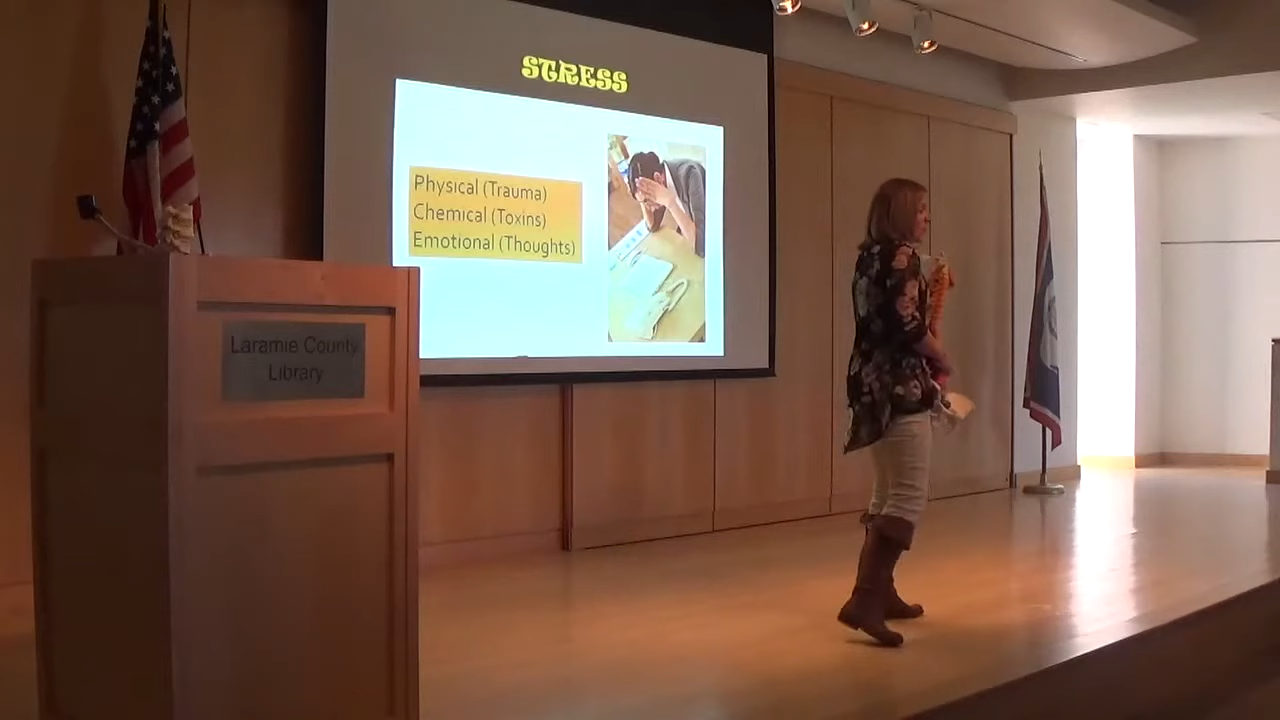 STRESS
Physical (Trauma)
Chemical (Toxins)
Emotional (Thoughts)
Laramie County
Library